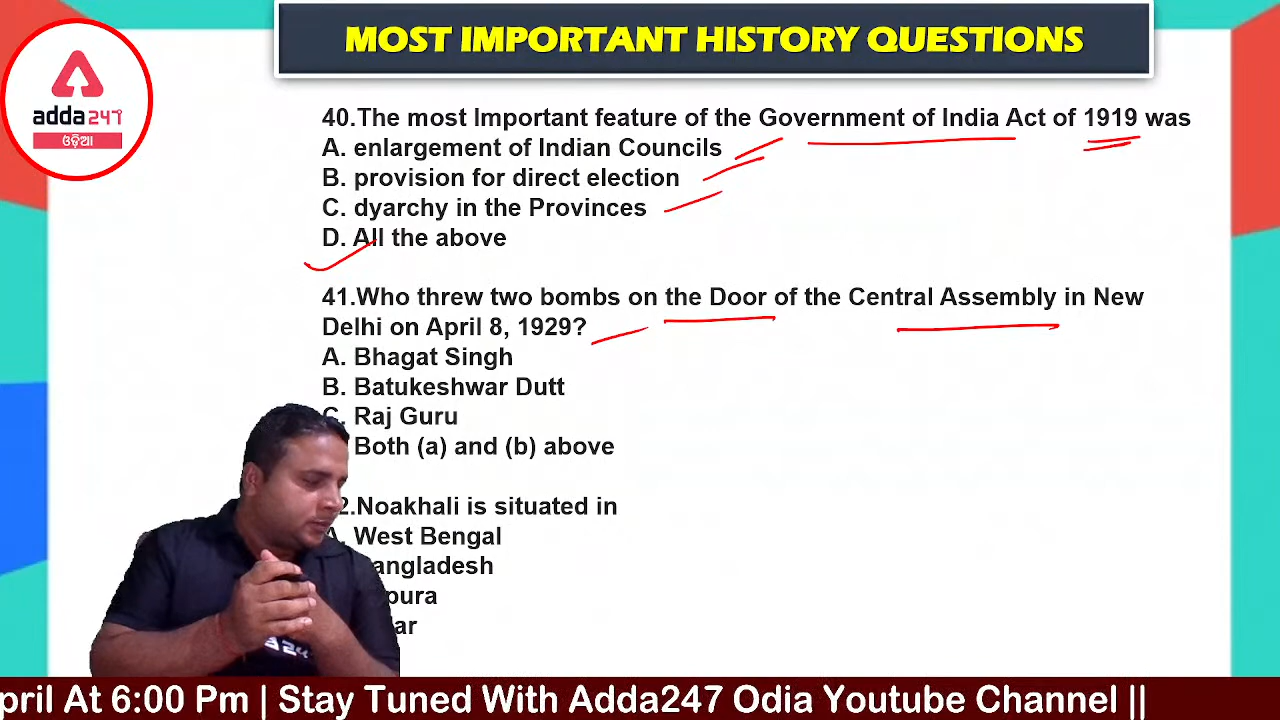 MOST IMPORTANT HISTORY QUESTIONS
adda247
ଓଡ଼ିଆ
40.The most Important feature of the Government of India Act of 1919 was
A. enlargement of Indian Councils
B. provision for direct election
C. dyarchy in the Provinces
D. All the above
41.Who threw two bombs on the Door of the Central Assembly in New
Delhi on April 8, 1929?
A. Bhagat Singh
B. Batukeshwar Dutt
C. Raj Guru
Both (a) and (b) above
2.Noakhali is situated in
A. West Bengal
angladesh
pura
ar
pril At 6:00 Pm | Stay Tuned With Adda247 Odia Youtube Channel ||